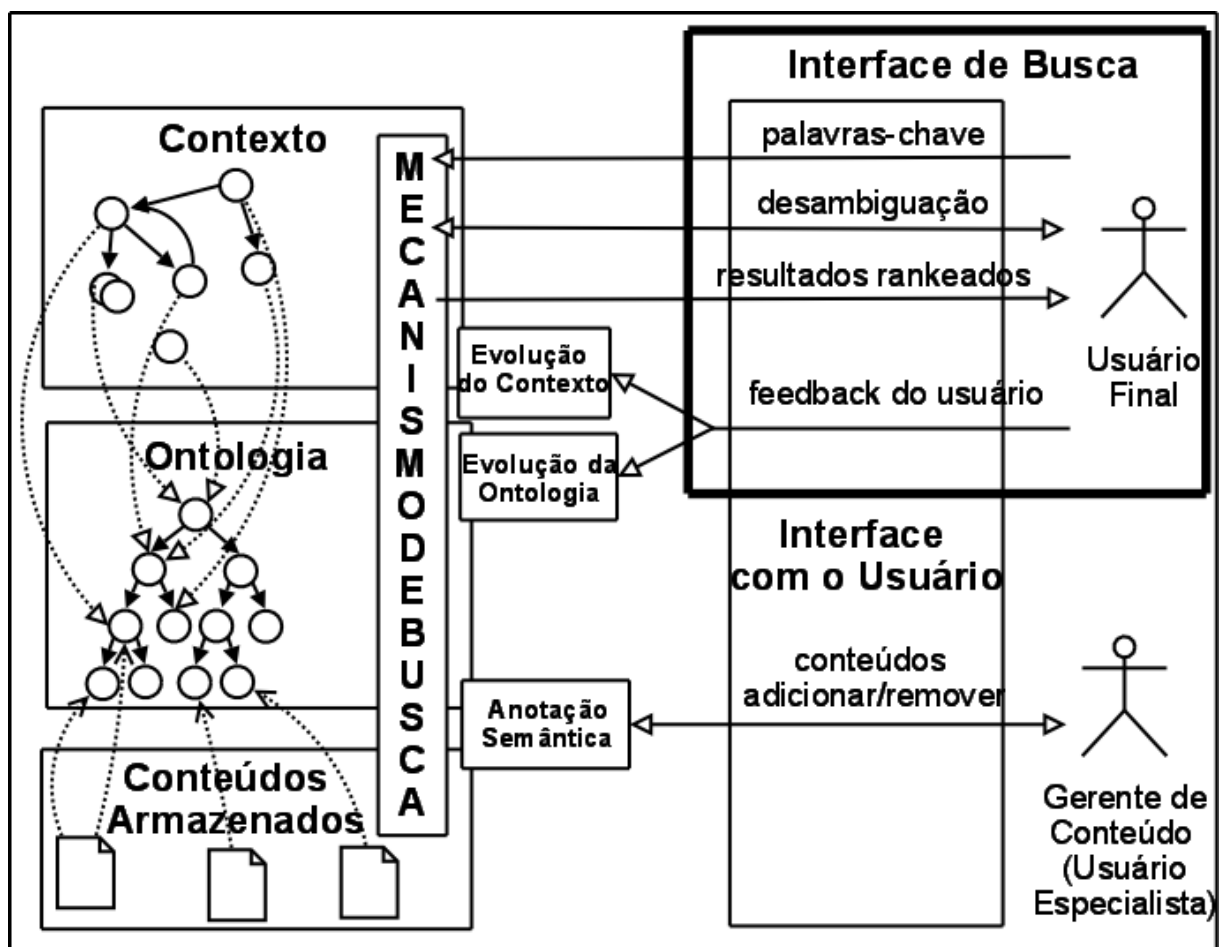 Interface de Busca
Contexto
palavras-chave
desambiguação
resultados rankeados
MECANISMODEBUSCA
Evolução
do Contexto
feedback do usuário
Usuário
Final
Ontologia
Evolução da
Ontologia
Interface
com o Usuário
conteúdos
adicionar/remover
Anotação
Semântica
Conteúdos
Armazenados
Gerente de
Conteúdo
(Usuário
Especialista)